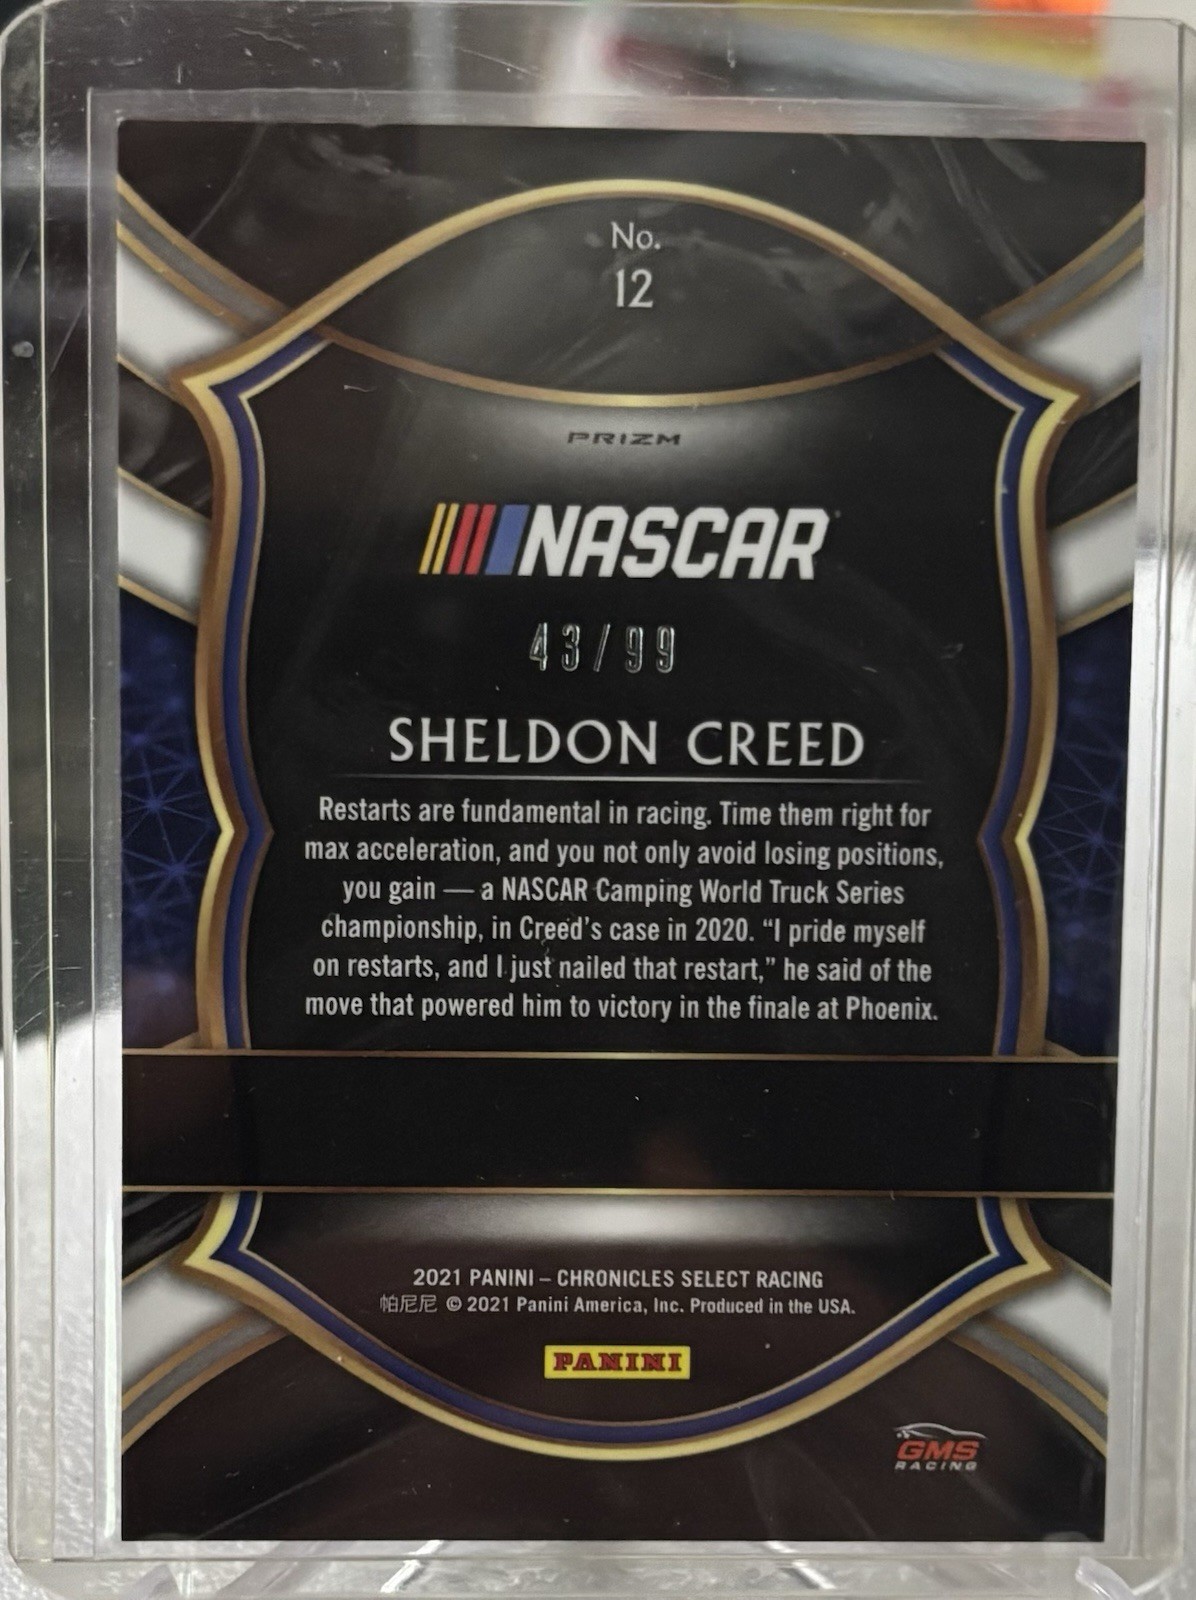 No.
12
PRIZM
NASCAR
43/99
SHELDON CREED
Restarts are fundamental in racing. Time them right for
max acceleration, and you not only avoid losing positions,
you gain — a NASCAR Camping World Truck Series
championship, in Creed's case in 2020. “I pride myself
on restarts, and I just nailed that restart,” he said of the
move that powered him to victory in the finale at Phoenix.
2021 PANINI – CHRONICLES SELECT RACING
帕尼尼 © 2021 Panini America, Inc. Produced in the USA.
PANINI
GMS
RACING